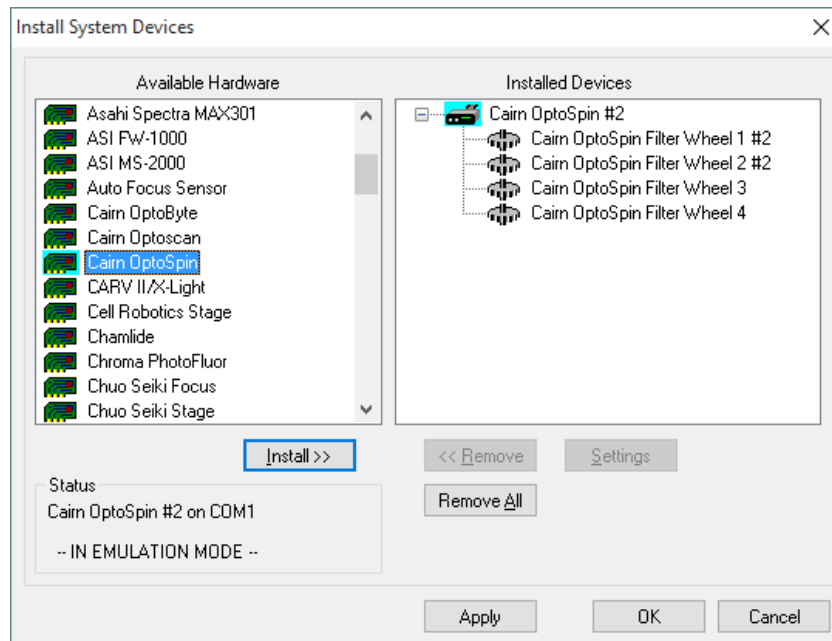 Install System Devices
Available Hardware
Asahi Spectra MAX301
ASI FW-1000
ASI MS-2000
Auto Focus Sensor
Cairn OptoByte
Cairn Optoscan
Cairn OptoSpin
CARV II/X-Light
Cell Robotics Stage
Chamlide
Chroma PhotoFluor
Chuo Seiki Focus
Chuo Seiki Stage
Install >>
Status
Cairn OptoSpin #2 on COM1
-- IN EMULATION MODE --
Installed Devices
Cairn OptoSpin #2
Cairn OptoSpin Filter Wheel 1 #2
Cairn OptoSpin Filter Wheel 2 #2
Cairn OptoSpin Filter Wheel 3
Cairn OptoSpin Filter Wheel 4
<< Remove
Settings
Remove All
Apply
OK
Cancel